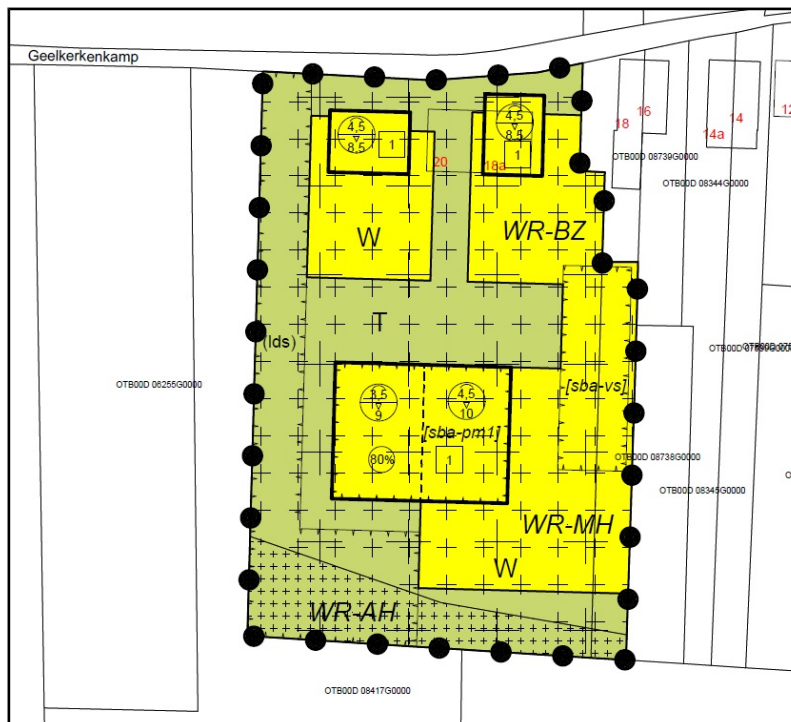 Geelkerkenkamp
4,5
8,5
1
4,5
8,5
1
20
18a
18
16
14a
14
12
OTB00D 08739G0000
OTB00D 08344G0000
W
WR-BZ
T
(lds)
OTB00D 06255G0000
[sba-vs]
3,5
9
4,5
10
[sba-pm1]
80%
1
OTB00D 08738G0000
OTB00D 08345G0000
WR-MH
W
WR-AH
OTB00D 08417G0000